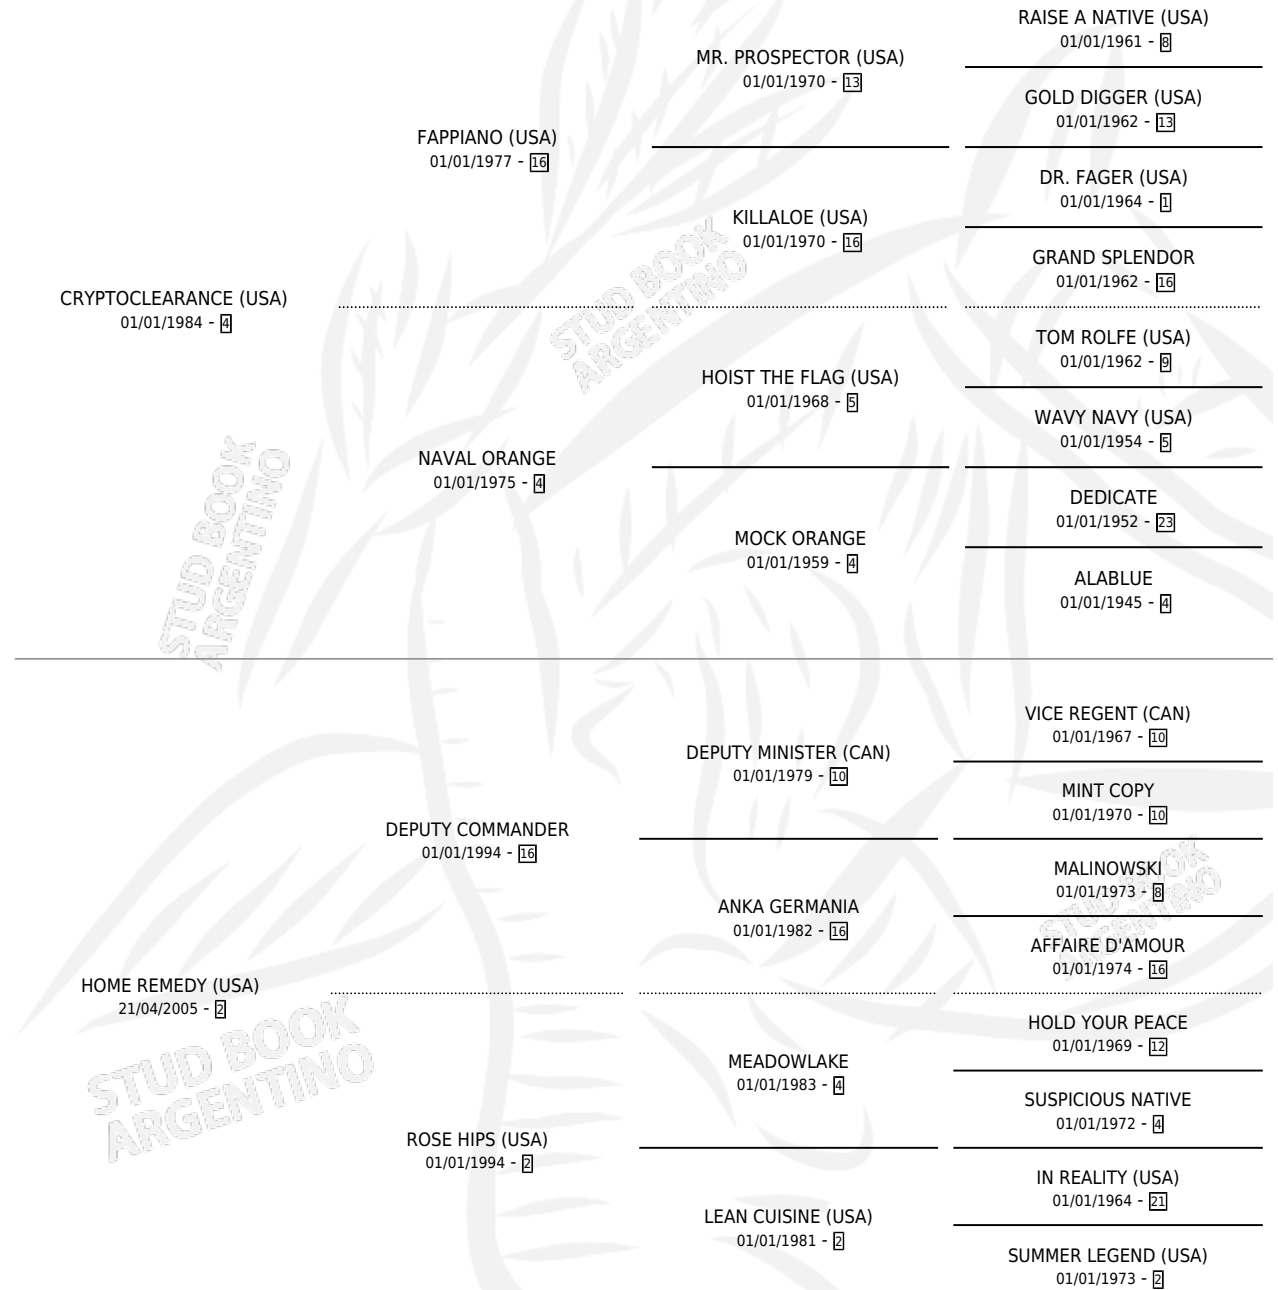 RAISE A NATIVE (USA)
01/01/1961 - 8
MR. PROSPECTOR (USA)
01/01/1970 - 13
GOLD DIGGER (USA)
01/01/1962 - 13
FAPPIANO (USA)
01/01/1977 - 16
DR. FAGER (USA)
01/01/1964 - 1
KILLALOE (USA)
01/01/1970 - 16
GRAND SPLENDOR
01/01/1962 - 16
CRYPTOCLEARANCE (USA)
01/01/1984 - 4
TOM ROLFE (USA)
01/01/1962 - 9
HOIST THE FLAG (USA)
01/01/1968 - 5
WAVY NAVY (USA)
01/01/1954 - 5
NAVAL ORANGE
01/01/1975 - 4
DEDICATE
01/01/1952 - 23
MOCK ORANGE
01/01/1959 - 4
ALABLUE
01/01/1945 - 4
STUD BOOK
ARGENTINO
STUD BOOK
ARGENTINO
VICE REGENT (CAN)
01/01/1967 - 10
DEPUTY MINISTER (CAN)
01/01/1979 - 10
MINT COPY
01/01/1970 - 10
DEPUTY COMMANDER
01/01/1994 - 16
MALINOWSKI
01/01/1973 - 8
ANKA GERMANIA
01/01/1982 - 16
AFFAIRE D'AMOUR
01/01/1974 - 16
HOME REMEDY (USA)
21/04/2005 - 2
HOLD YOUR PEACE
01/01/1969 - 12
MEADOWLAKE
01/01/1983 - 4
SUSPICIOUS NATIVE
01/01/1972 - 4
ROSE HIPS (USA)
01/01/1994 - 2
IN REALITY (USA)
01/01/1964 - 21
LEAN CUISINE (USA)
01/01/1981 - 2
SUMMER LEGEND (USA)
01/01/1973 - 2
STUD BOOK
ARGENTINO
STUD BOOK
ARGENTINO